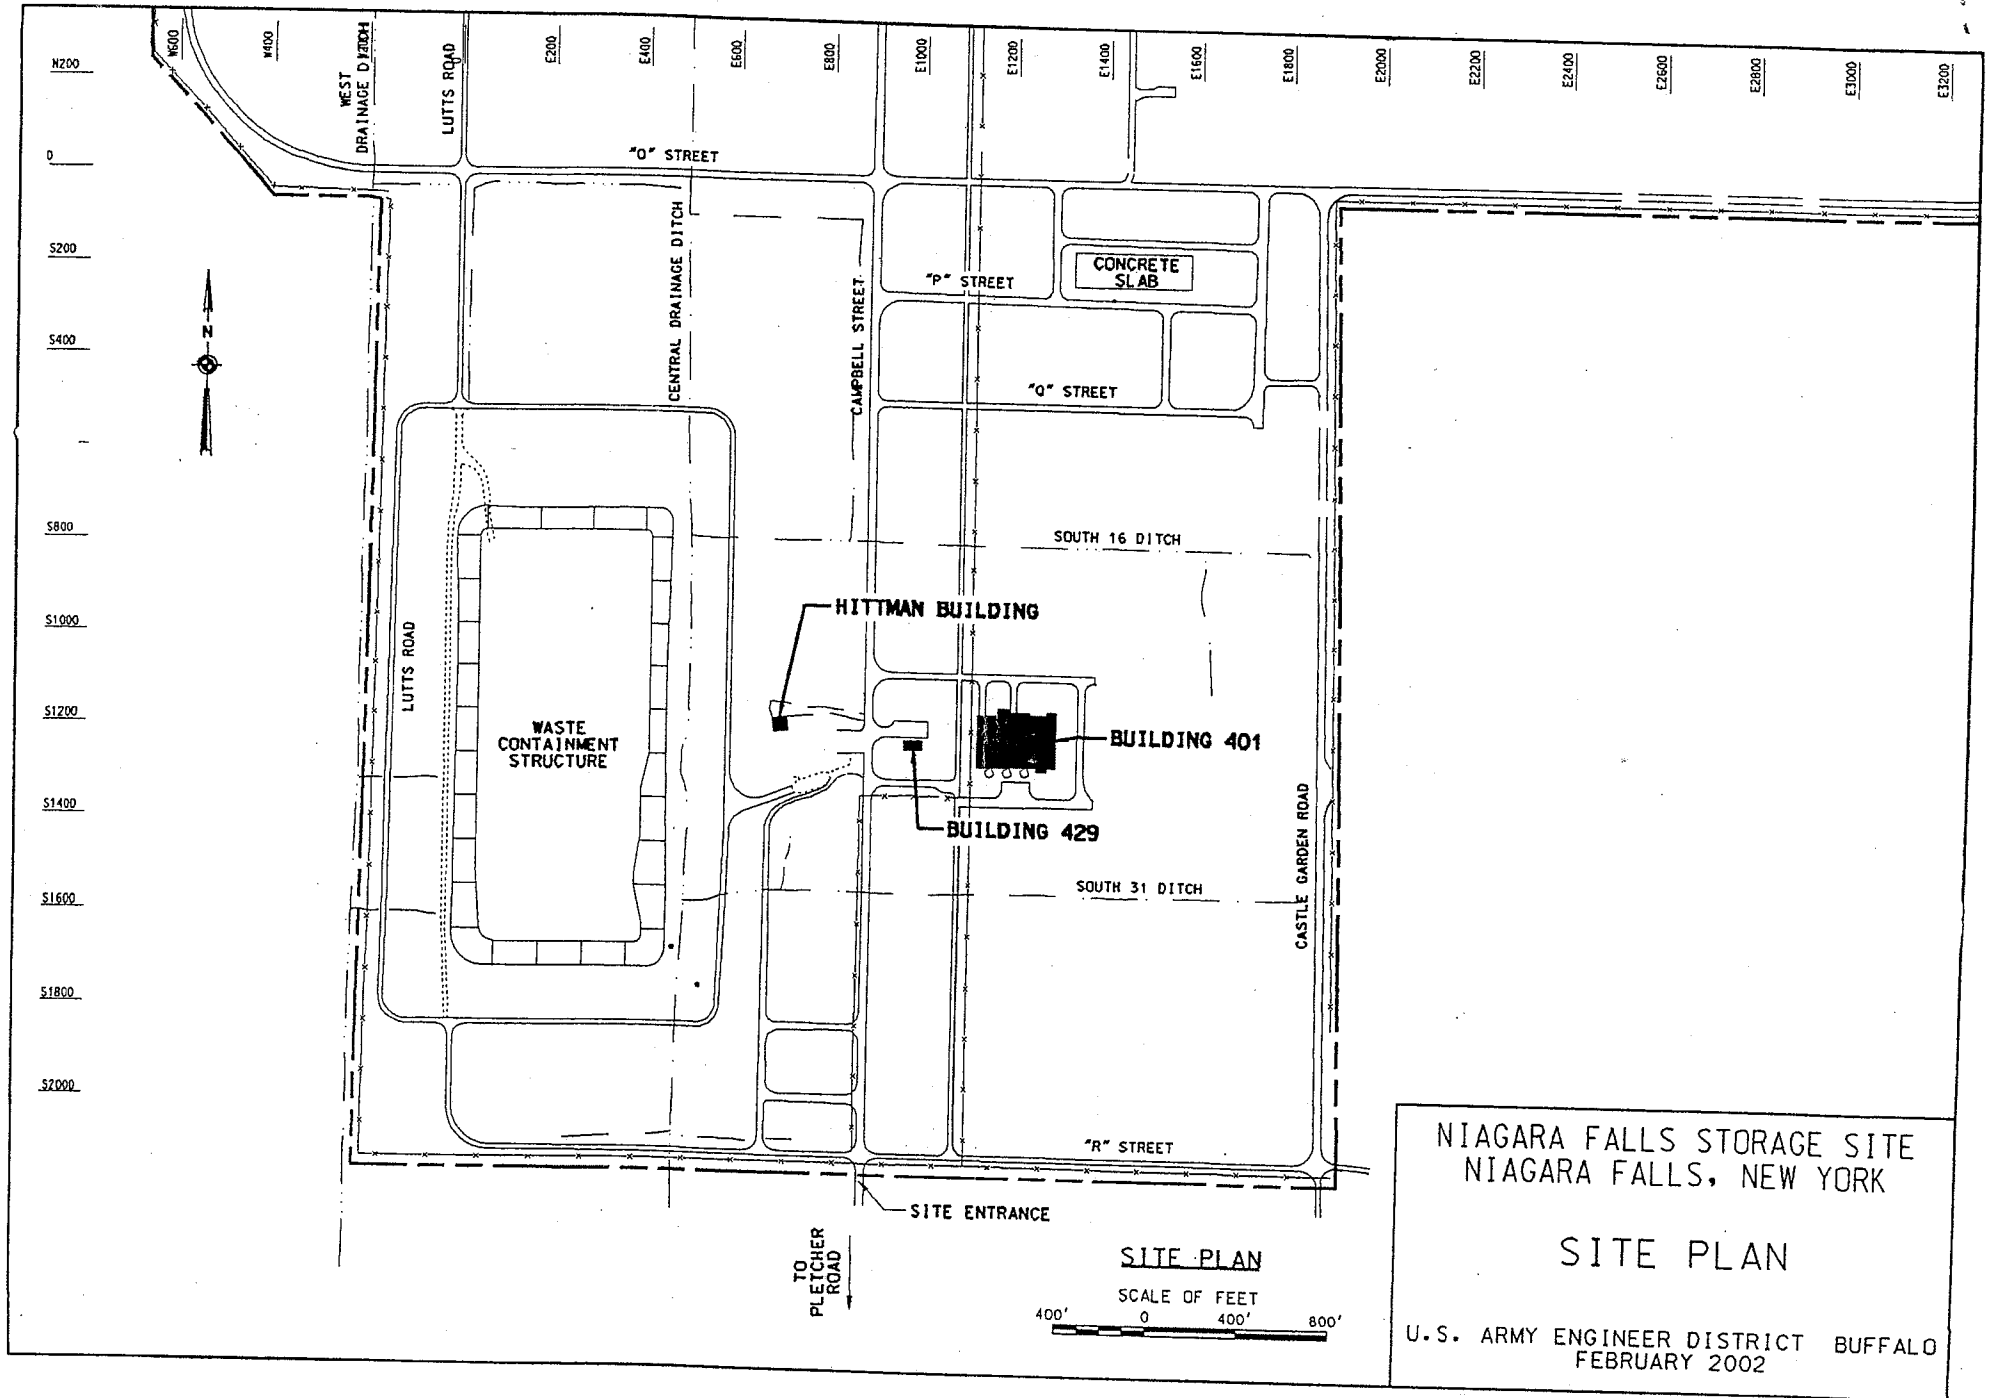 W600
W400
WEST
DRAINAGE DITCH
LUTTS ROAD
0
E200
E400
E600
E800
E1000
E1200
E1400
E1600
E1800
E2000
E2200
E2400
E2600
E2800
E3000
E3200
N200
0
S200
S400
S800
S1000
S1200
S1400
S1600
S1800
S2000
N
"O" STREET
CENTRAL DRAINAGE DITCH
CAMPBELL STREET
"P" STREET
CONCRETE
SLAB
"Q" STREET
SOUTH 16 DITCH
HITTMAN BUILDING
LUTTS ROAD
WASTE
CONTAINMENT
STRUCTURE
BUILDING 401
BUILDING 429
CASTLE GARDEN ROAD
SOUTH 31 DITCH
"R" STREET
SITE ENTRANCE
TO
PLETCHER
ROAD
SITE PLAN
SCALE OF FEET
400' 0 400' 800'
NIAGARA FALLS STORAGE SITE
NIAGARA FALLS, NEW YORK
SITE PLAN
U.S. ARMY ENGINEER DISTRICT BUFFALO
FEBRUARY 2002